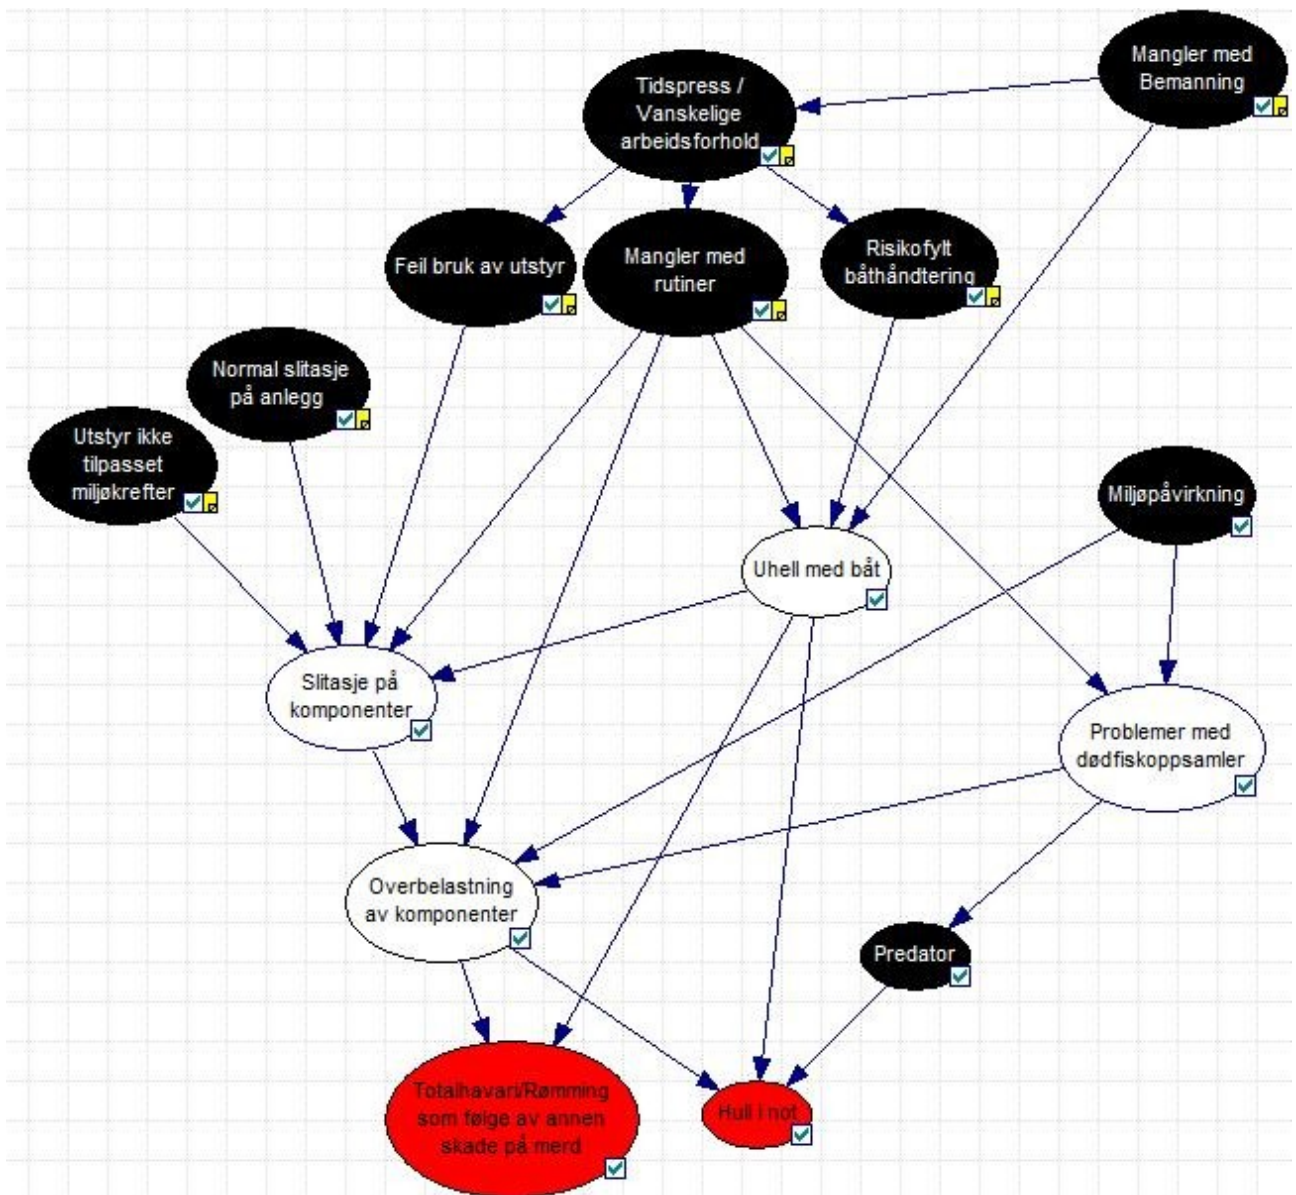 Mangler med
Bemanning
Tidspress /
Vanskelige
arbeidsforhold
Feil bruk av utstyr
Mangler med
rutiner
Risikofylt
båthåndtering
Normal slitasje
på anlegg
Utstyr ikke
tilpasset
miljøkrefter
Miljøpåvirkning
Uhell med båt
Slitasje på
komponenter
Problemer med
dødfiskoppsamler
Overbelastning
av komponenter
Predator
Totalhavari/Rømming
som følge av annen
skade på merd
Hull i not